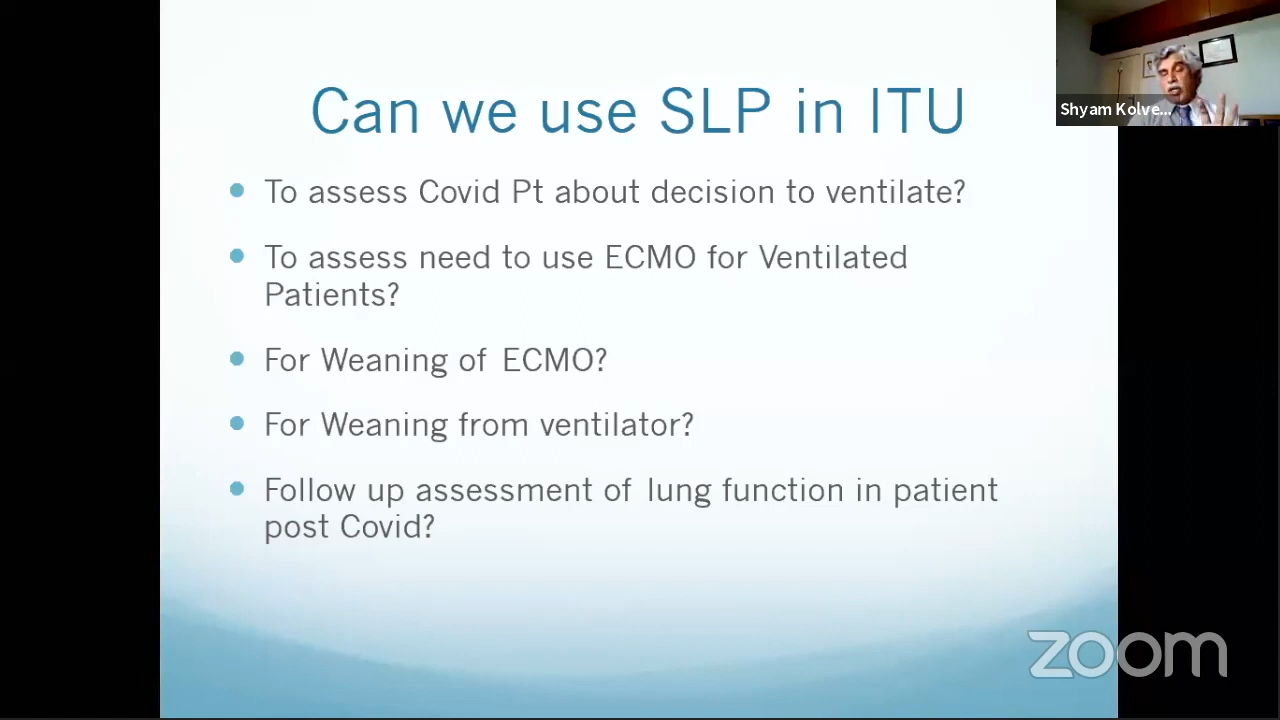 Can we use SLP in ITU
Shyam Kolve...
To assess Covid Pt about decision to ventilate?
To assess need to use ECMO for Ventilated
Patients?
For Weaning of ECMO?
For Weaning from ventilator?
Follow up assessment of lung function in patient
post Covid?
zoom